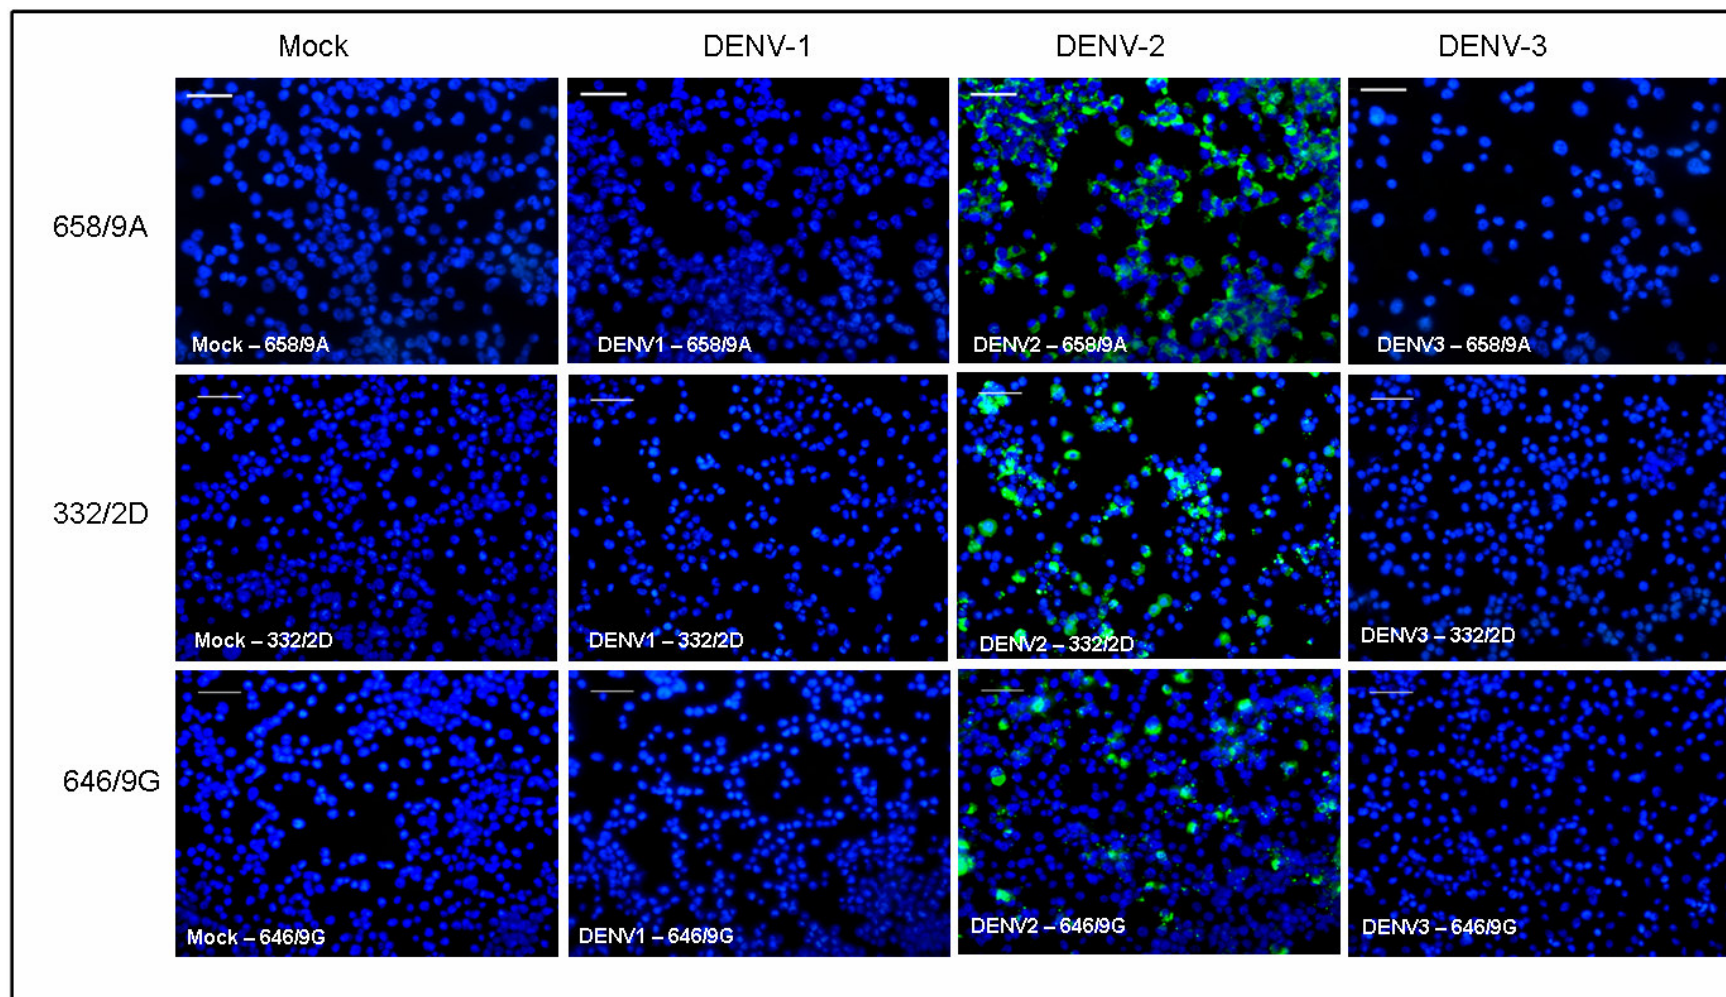 Mock DENV-1 DENV-2 DENV-3
658/9A
Mock – 658/9A
DENV1 – 658/9A
DENV2 – 658/9A
DENV3 – 658/9A
332/2D
Mock – 332/2D
DENV1 – 332/2D
DENV2 – 332/2D
DENV3 – 332/2D
646/9G
Mock – 646/9G
DENV1 – 646/9G
DENV2 – 646/9G
DENV3 – 646/9G